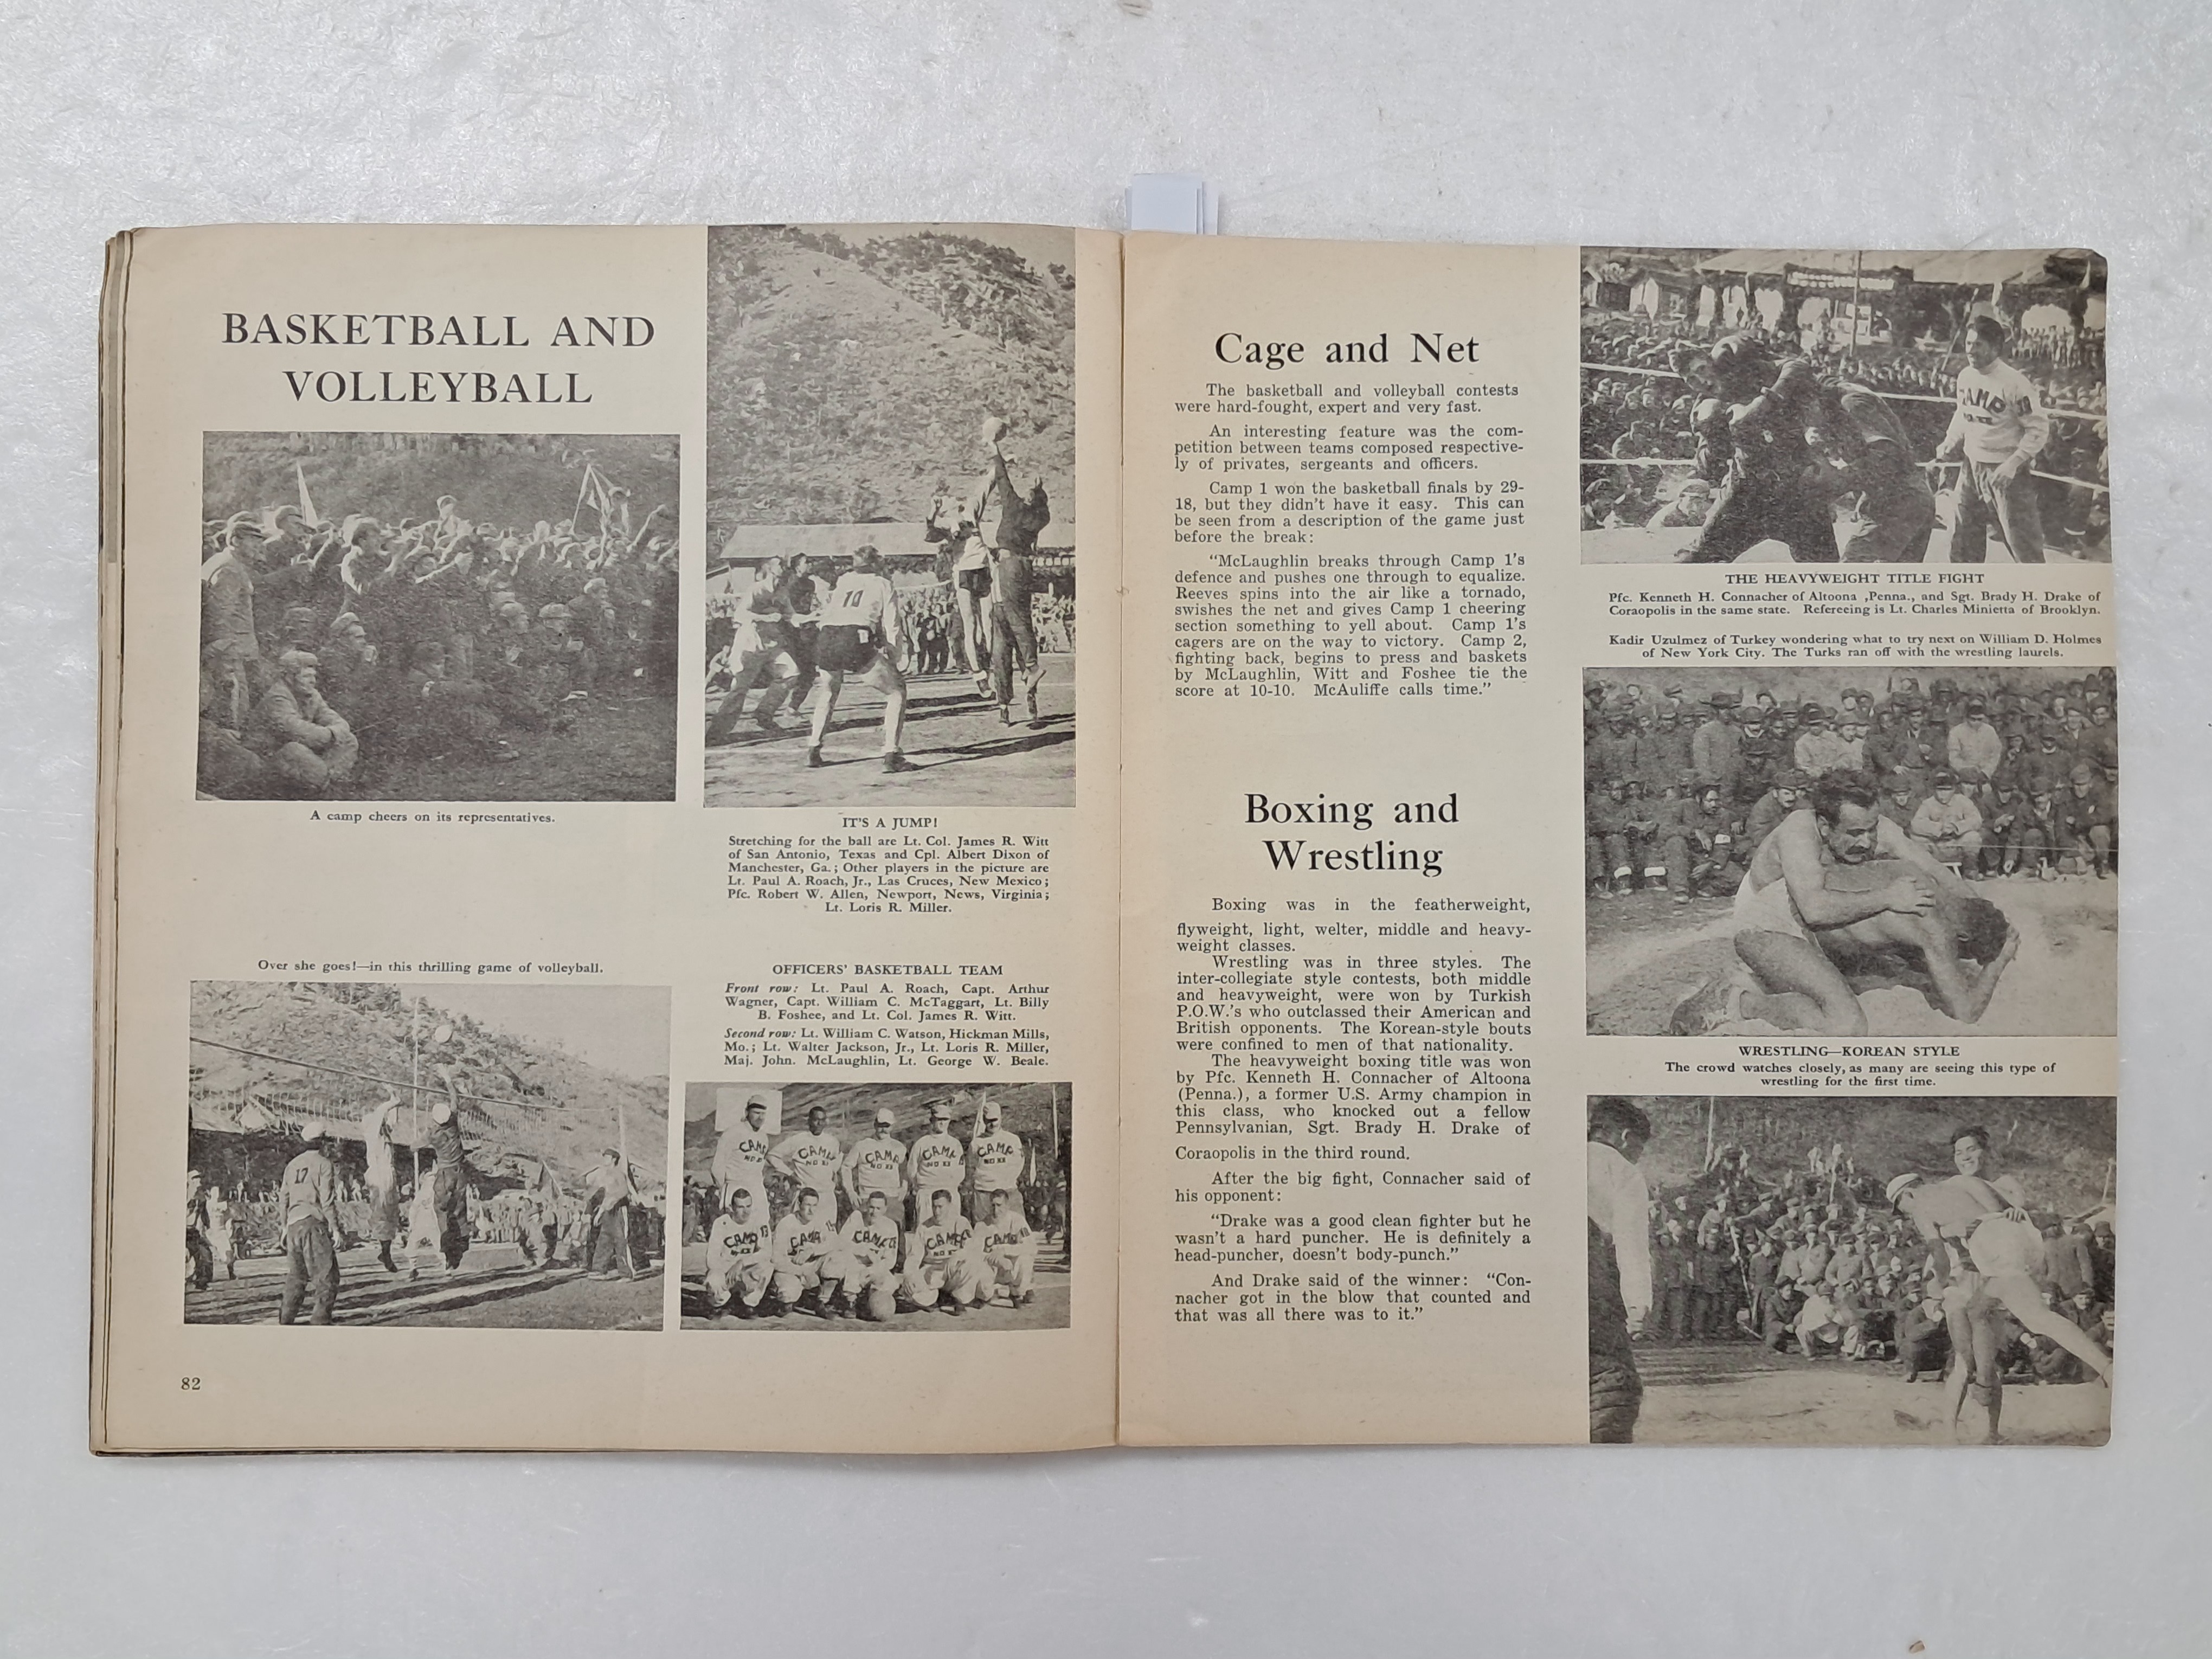 BASKETBALL AND
VOLLEYBALL
A camp cheers on its representatives.
10
IT'S A JUMP!
Stretching for the ball are Lt. Col. James R. Witt
of San Antonio, Texas and Cpl. Albert Dixon of
Manchester, Ga.; Other players in the picture are
Lt. Paul A. Roach, Jr., Las Cruces, New Mexico;
Pfc. Robert W. Allen, Newport, News, Virginia;
Lt. Loris R. Miller.
Over she goes!—in this thrilling game of volleyball.
17
OFFICERS' BASKETBALL TEAM
Front row: Lt. Paul A. Roach, Capt. Arthur
Wagner, Capt. William C. McTaggart, Lt. Billy
B. Foshee, and Lt. Col. James R. Witt.
Second row: Lt. William C. Watson, Hickman Mills,
Mo.; Lt. Walter Jackson, Jr., Lt. Loris R. Miller,
Maj. John. McLaughlin, Lt. George W. Beale.
CAMP
CAMP
CAMP
CAMP
CAMP
CAMP
CAMP
CAMP
CAMP
CAMP
82
Cage and Net
The basketball and volleyball contests
were hard-fought, expert and very fast.
An interesting feature was the com-
petition between teams composed respective-
ly of privates, sergeants and officers.
Camp 1 won the basketball finals by 29-
18, but they didn't have it easy. This can
be seen from a description of the game just
before the break:
"McLaughlin breaks through Camp 1's
defence and pushes one through to equalize.
Reeves spins into the air like a tornado,
swishes the net and gives Camp 1 cheering
section something to yell about. Camp 1's
cagers are on the way to victory. Camp 2,
fighting back, begins to press and baskets
by McLaughlin, Witt and Foshee tie the
score at 10-10. McAuliffe calls time."
Boxing and
Wrestling
Boxing was in the featherweight,
flyweight, light, welter, middle and heavy-
weight classes.
Wrestling was in three styles. The
inter-collegiate style contests, both middle
and heavyweight, were won by Turkish
P.O.W.'s who outclassed their American and
British opponents. The Korean-style bouts
were confined to men of that nationality.
The heavyweight boxing title was won
by Pfc. Kenneth H. Connacher of Altoona
(Penna.), a former U.S. Army champion in
this class, who knocked out a fellow
Pennsylvanian, Sgt. Brady H. Drake of
Coraopolis in the third round.
After the big fight, Connacher said of
his opponent:
"Drake was a good clean fighter but he
wasn't a hard puncher. He is definitely a
head-puncher, doesn't body-punch."
And Drake said of the winner: "Con-
nacher got in the blow that counted and
that was all there was to it."
CAMP
THE HEAVYWEIGHT TITLE FIGHT
Pfc. Kenneth H. Connacher of Altoona ,Penna., and Sgt. Brady H. Drake of
Coraopolis in the same state. Refereeing is Lt. Charles Minietta of Brooklyn.
Kadir Uzulmez of Turkey wondering what to try next on William D. Holmes
of New York City. The Turks ran off with the wrestling laurels.
WRESTLING—KOREAN STYLE
The crowd watches closely, as many are seeing this type of
wrestling for the first time.